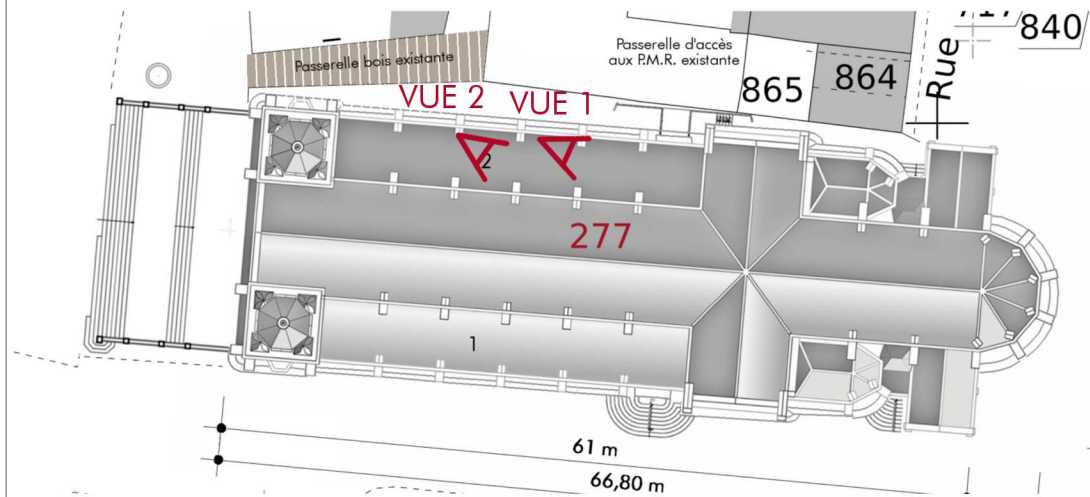 840
Rue
Passerelle d'accès
aux P.M.R. existante
Passerelle bois existante
865
864
VUE 2
VUE 1
2
277
1
61 m
66,80 m